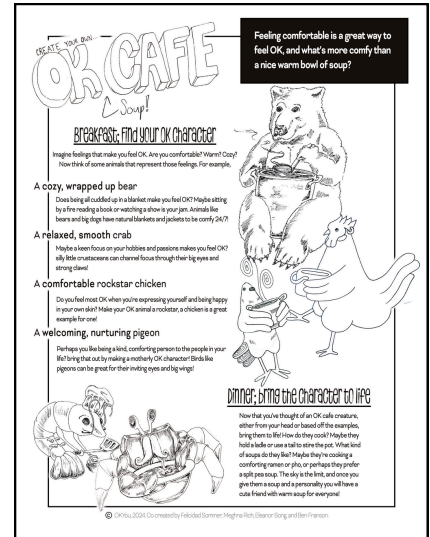 CREATE YOUR OWN...
OK CAFE
Soup!
Feeling comfortable is a great way to
feel OK, and what's more comfy than
a nice warm bowl of soup?
Breakfast; find your OK character
Imagine feelings that make you feel OK. Are you comfortable? Warm? Cozy?
Now think of some animals that represent those feelings. For example,
A cozy, wrapped up bear
Does being all cuddled up in a blanket make you feel OK? Maybe sitting
by a fire reading a book or watching a show is your jam. Animals like
bears and big dogs have natural blankets and jackets to be comfy 24/7!
A relaxed, smooth crab
Maybe a keen focus on your hobbies and passions makes you feel OK?
silly little crustaceans can channel focus through their big eyes and
strong claws!
A comfortable rockstar chicken
Do you feel most OK when you're expressing yourself and being happy
in your own skin? Make your OK animal a rockstar, a chicken is a great
example for one!
A welcoming, nurturing pigeon
Perhaps you like being a kind, comforting person to the people in your
life? bring that out by making a motherly OK character! Birds like
pigeons can be great for their inviting eyes and big wings!
Dinner; bring the character to life
Now that you've thought of an OK cafe creature,
either from your head or based off the examples,
bring them to life! How do they cook? Maybe they
hold a ladle or use a tail to stire the pot. What kind
of soups do they like? Maybe they're cooking a
comforting ramen or pho, or perhaps they prefer
a split pea soup. The sky is the limit, and once you
give them a soup and a personality you will have a
cute friend with warm soup for everyone!
© OKYou, 2024. Co created by Felicidad Sommer, Meghna Rich, Eleanor Gong and Ben Franson.